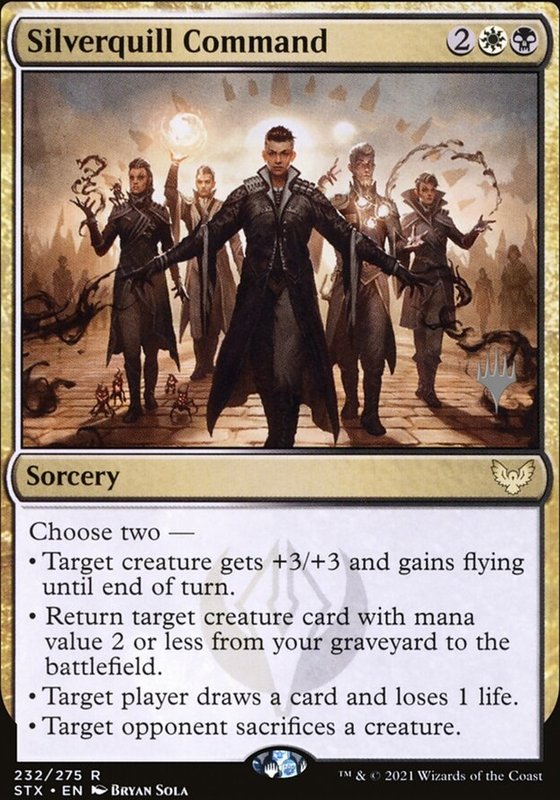 Silverquill Command 2
Sorcery
Choose two —
• Target creature gets +3/+3 and gains flying
until end of turn.
• Return target creature card with mana
value 2 or less from your graveyard to the
battlefield.
• Target player draws a card and loses 1 life.
• Target opponent sacrifices a creature.
232/275 R
STX • EN BRYAN SOLA
™ & © 2021 Wizards of the Coast